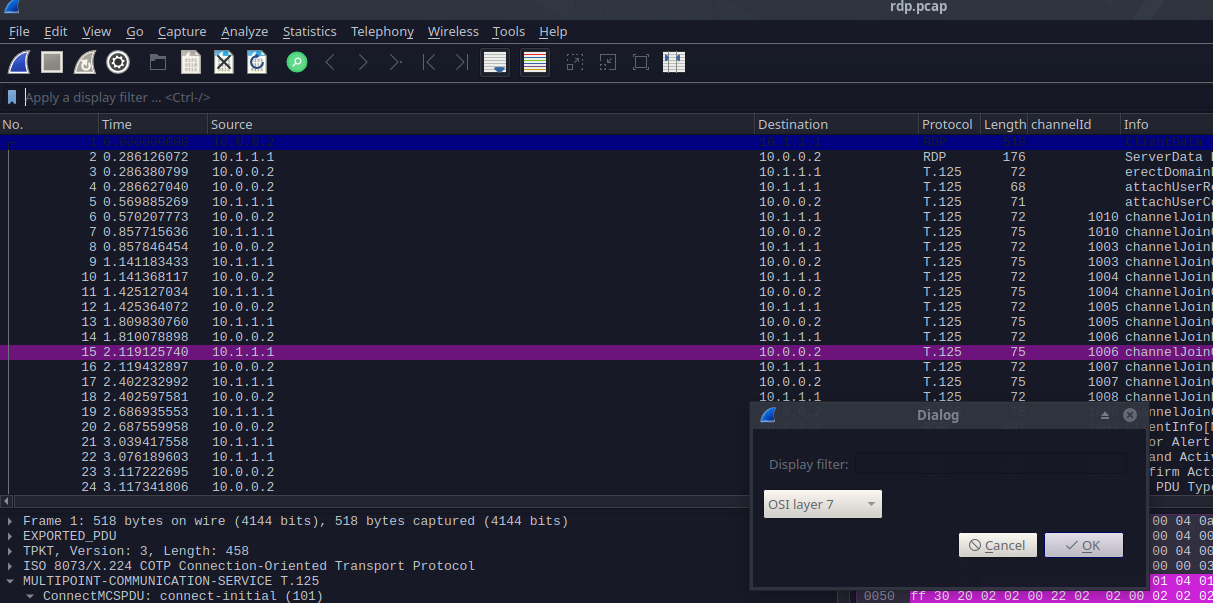 rdp.pcap
File Edit View Go Capture Analyze Statistics Telephony Wireless Tools Help
Apply a display filter ... <Ctrl-/>
No. Time Source Destination Protocol Length channelId Info
1 0.000000000 10.0.0.2 10.1.1.1 RDP 518 ClientData
2 0.286126072 10.1.1.1 10.0.0.2 RDP 176 ServerData
3 0.286380799 10.0.0.2 10.1.1.1 T.125 72 erectDomain
4 0.286627040 10.0.0.2 10.1.1.1 T.125 68 attachUserR
5 0.569885269 10.1.1.1 10.0.0.2 T.125 71 attachUserC
6 0.570207773 10.0.0.2 10.1.1.1 T.125 72 1010 channelJoin
7 0.857715636 10.1.1.1 10.0.0.2 T.125 75 1010 channelJoin
8 0.857846454 10.0.0.2 10.1.1.1 T.125 72 1003 channelJoin
9 1.141183433 10.1.1.1 10.0.0.2 T.125 75 1003 channelJoin
10 1.141368117 10.0.0.2 10.1.1.1 T.125 72 1004 channelJoin
11 1.425127034 10.1.1.1 10.0.0.2 T.125 75 1004 channelJoin
12 1.425364072 10.0.0.2 10.1.1.1 T.125 72 1005 channelJoin
13 1.809830760 10.1.1.1 10.0.0.2 T.125 75 1005 channelJoin
14 1.810078898 10.0.0.2 10.1.1.1 T.125 72 1006 channelJoin
15 2.119125740 10.1.1.1 10.0.0.2 T.125 75 1006 channelJoin
16 2.119432897 10.0.0.2 10.1.1.1 T.125 72 1007 channelJoin
17 2.402232992 10.1.1.1 10.0.0.2 T.125 75 1007 channelJoin
18 2.402597581 10.0.0.2 10.1.1.1 T.125 72 1008 channelJoin
19 2.686935553 10.1.1.1 nnelJoin
20 2.687559958 10.0.0.2 entInfo[
21 3.039417558 10.1.1.1 or Alert
22 3.076189603 10.1.1.1 and Acti
23 3.117222695 10.0.0.2 firm Act
24 3.117341806 10.0.0.2 PDU Type
Dialog
Display filter:
OSI layer 7
Cancel OK
Frame 1: 518 bytes on wire (4144 bits), 518 bytes captured (4144 bits)
EXPORTED_PDU
TPKT, Version: 3, Length: 458
ISO 8073/X.224 COTP Connection-Oriented Transport Protocol
MULTIPOINT-COMMUNICATION-SERVICE T.125
ConnectMCSPDU: connect-initial (101)
00 04 0a
00 04 00
00 04 00
00 00 03
01 04 01
0050 ff 30 20 02 02 00 22 02 02 00 02 02 02